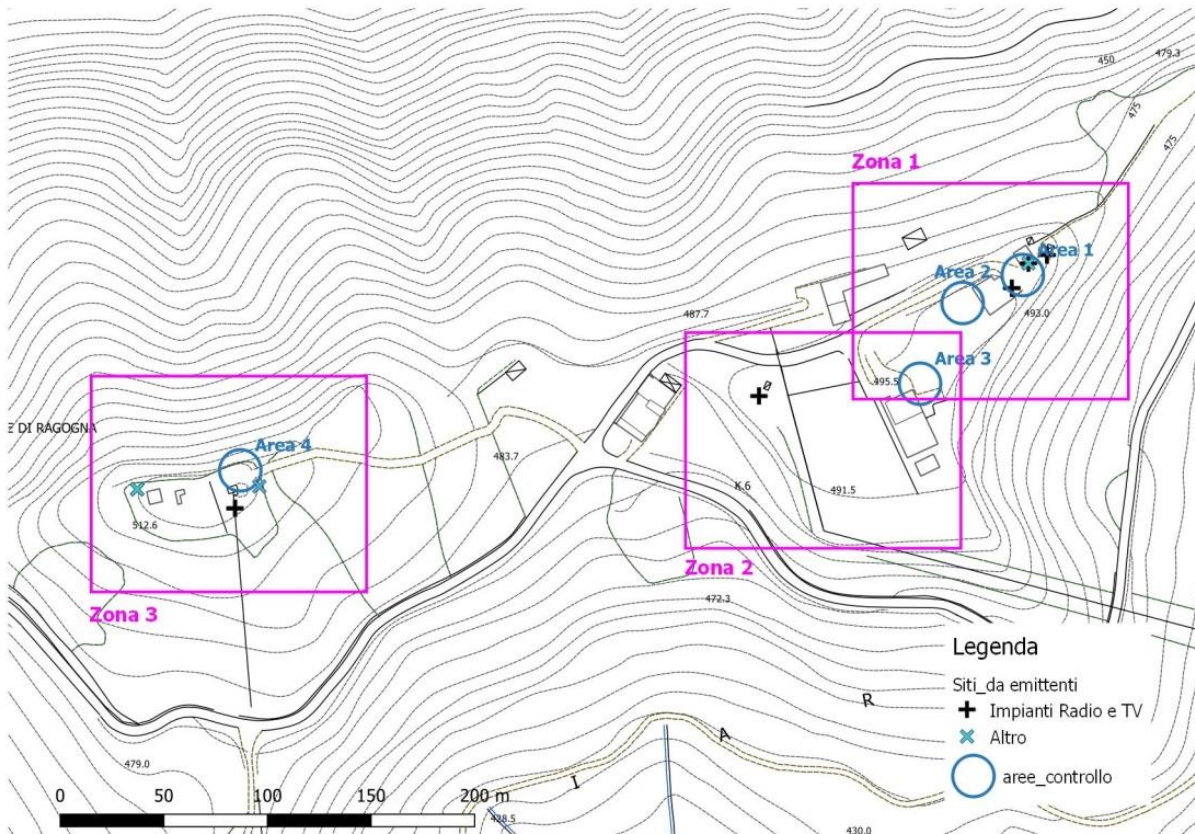 450
479.3
475
475
Zona 1
Area 1
Area 2
493.0
487.7
Area 3
495.5
E DI RAGOGNA
Area 4
483.7
K.6
491.5
512.6
Zona 2
Zona 3
472.3
Legenda
Siti_da emittenti
Impianti Radio e TV
Altro
aree_controllo
R
A
I
479.0
0 50 100 150 200 m
428.5
430.0